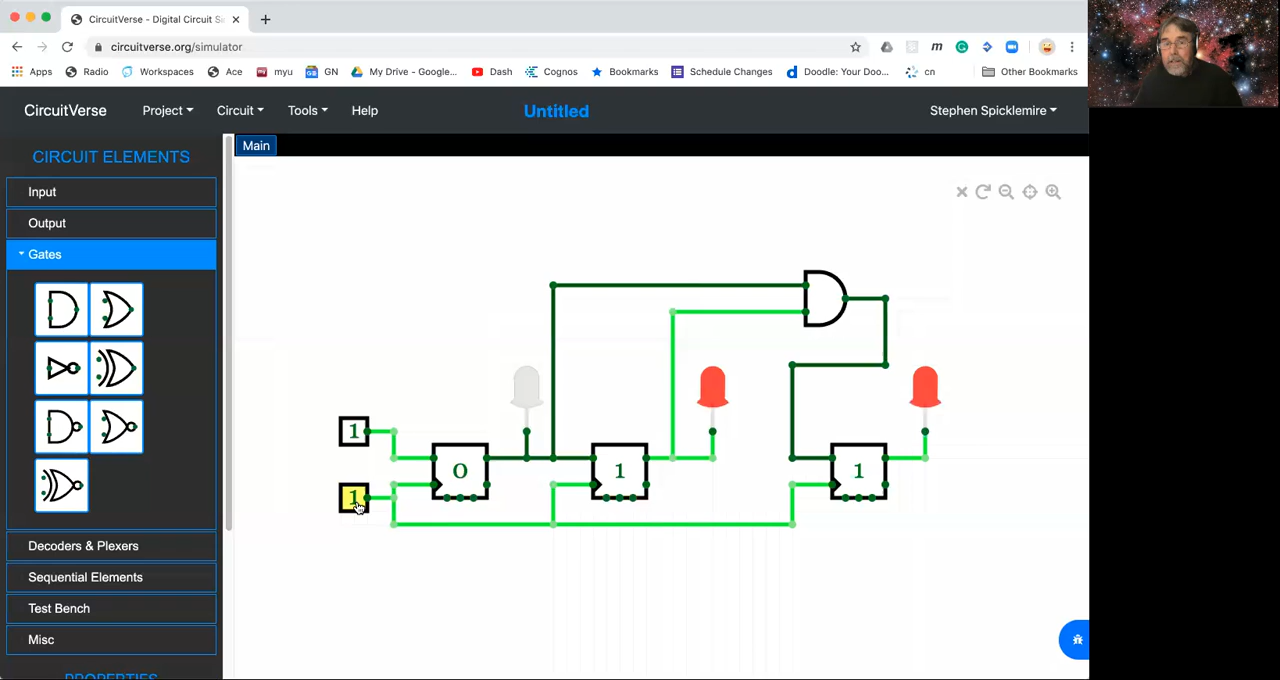 CircuitVerse - Digital Circuit S
circuitverse.org/simulator
m
Apps Radio Workspaces Ace myu GN My Drive - Google... Dash Cognos Bookmarks Schedule Changes Doodle: Your Doo... cn Other Bookmarks
CircuitVerse Project Circuit Tools Help Untitled Stephen Spicklemire
Main
CIRCUIT ELEMENTS
Input
Output
Gates
Decoders & Plexers
Sequential Elements
Test Bench
Misc
PROPERTIES
1
0 1 1
1